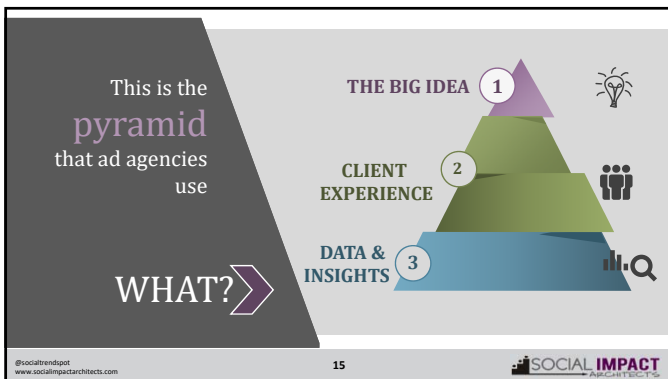 This is the
pyramid
that ad agencies
use
WHAT?
THE BIG IDEA
1
CLIENT
EXPERIENCE
2
DATA &
INSIGHTS
3
@socialtrendspot
www.socialimpactarchitects.com
15
SOCIAL IMPACT
ARCHITECTS